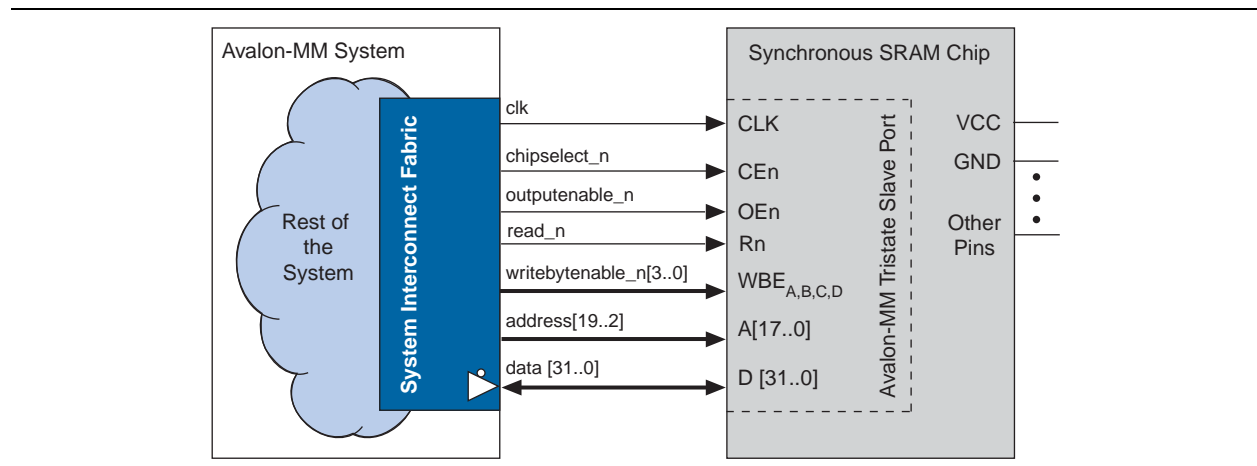 Avalon-MM System
Synchronous SRAM Chip
Rest of
the
System
System Interconnect Fabric
clk
chipselect_n
outputenable_n
read_n
writebytenable_n[3..0]
address[19..2]
data [31..0]
CLK
CEn
OEn
Rn
WBEA,B,C,D
A[17..0]
D [31..0]
Avalon-MM Tristate Slave Port
VCC
GND
Other
Pins